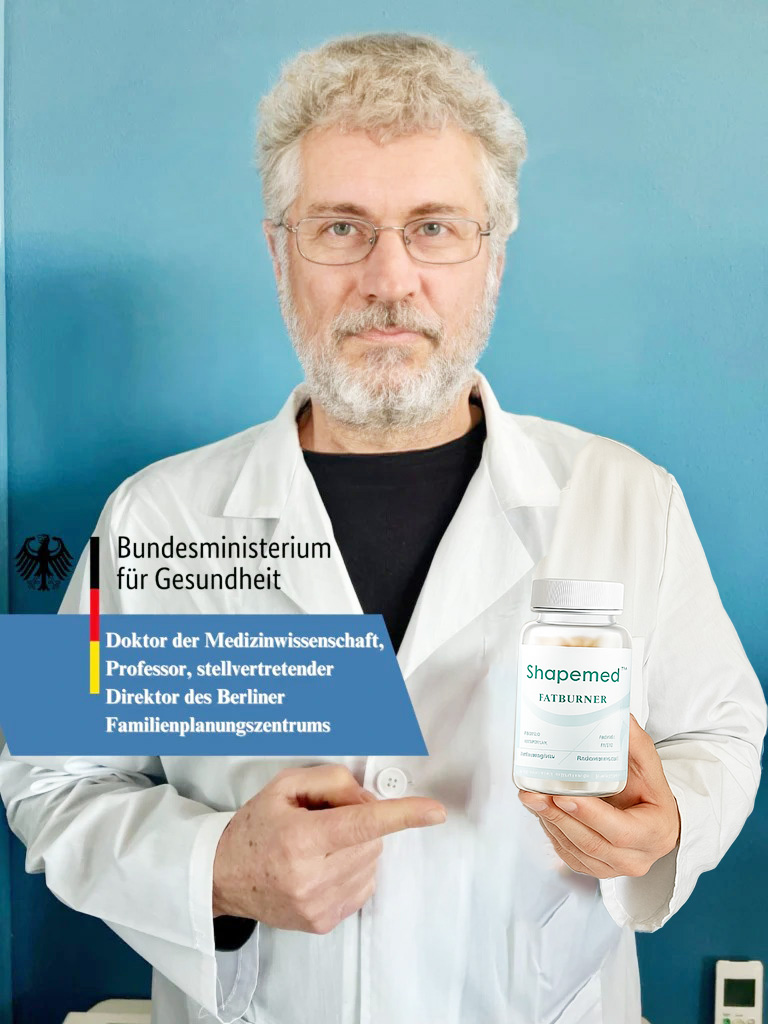 Bundesministerium
für Gesundheit
Doktor der Medizinwissenschaft,
Professor, stellvertretender
Direktor des Berliner
Familienplanungszentrums
Shapemed™
FATBURNER